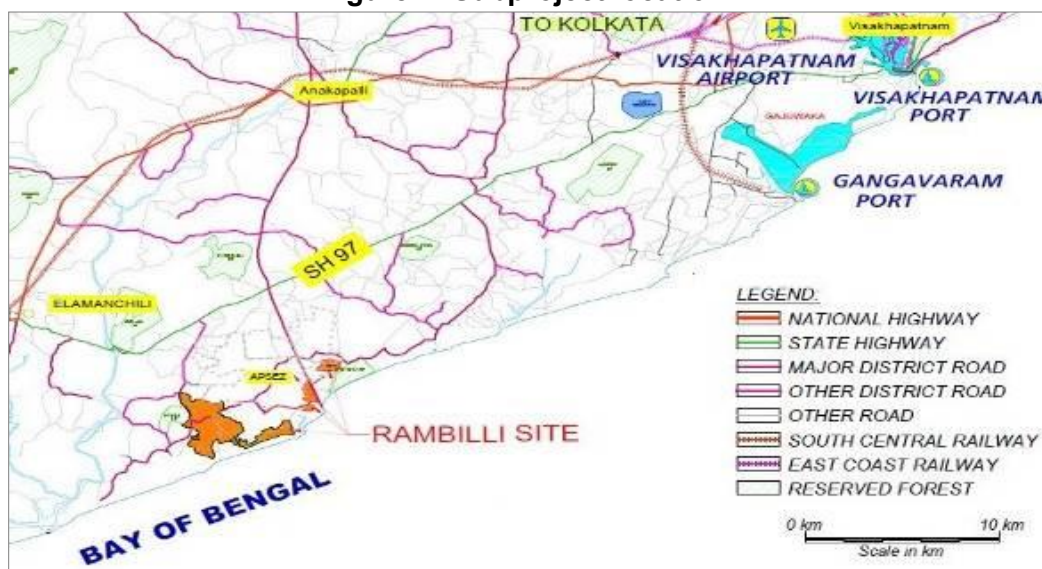 TO KOLKATA
Visakhapatnam
VISAKHAPATNAM
AIRPORT
VISAKHAPATNAM
PORT
Anakapalli
GAJUWAKA
GANGAVARAM
PORT
SH 97
ELAMANCHILI
APSEZ
RAMBILLI SITE
BAY OF BENGAL
LEGEND:
NATIONAL HIGHWAY
STATE HIGHWAY
MAJOR DISTRICT ROAD
OTHER DISTRICT ROAD
OTHER ROAD
SOUTH CENTRAL RAILWAY
EAST COAST RAILWAY
RESERVED FOREST
0 km 10 km
Scale in km